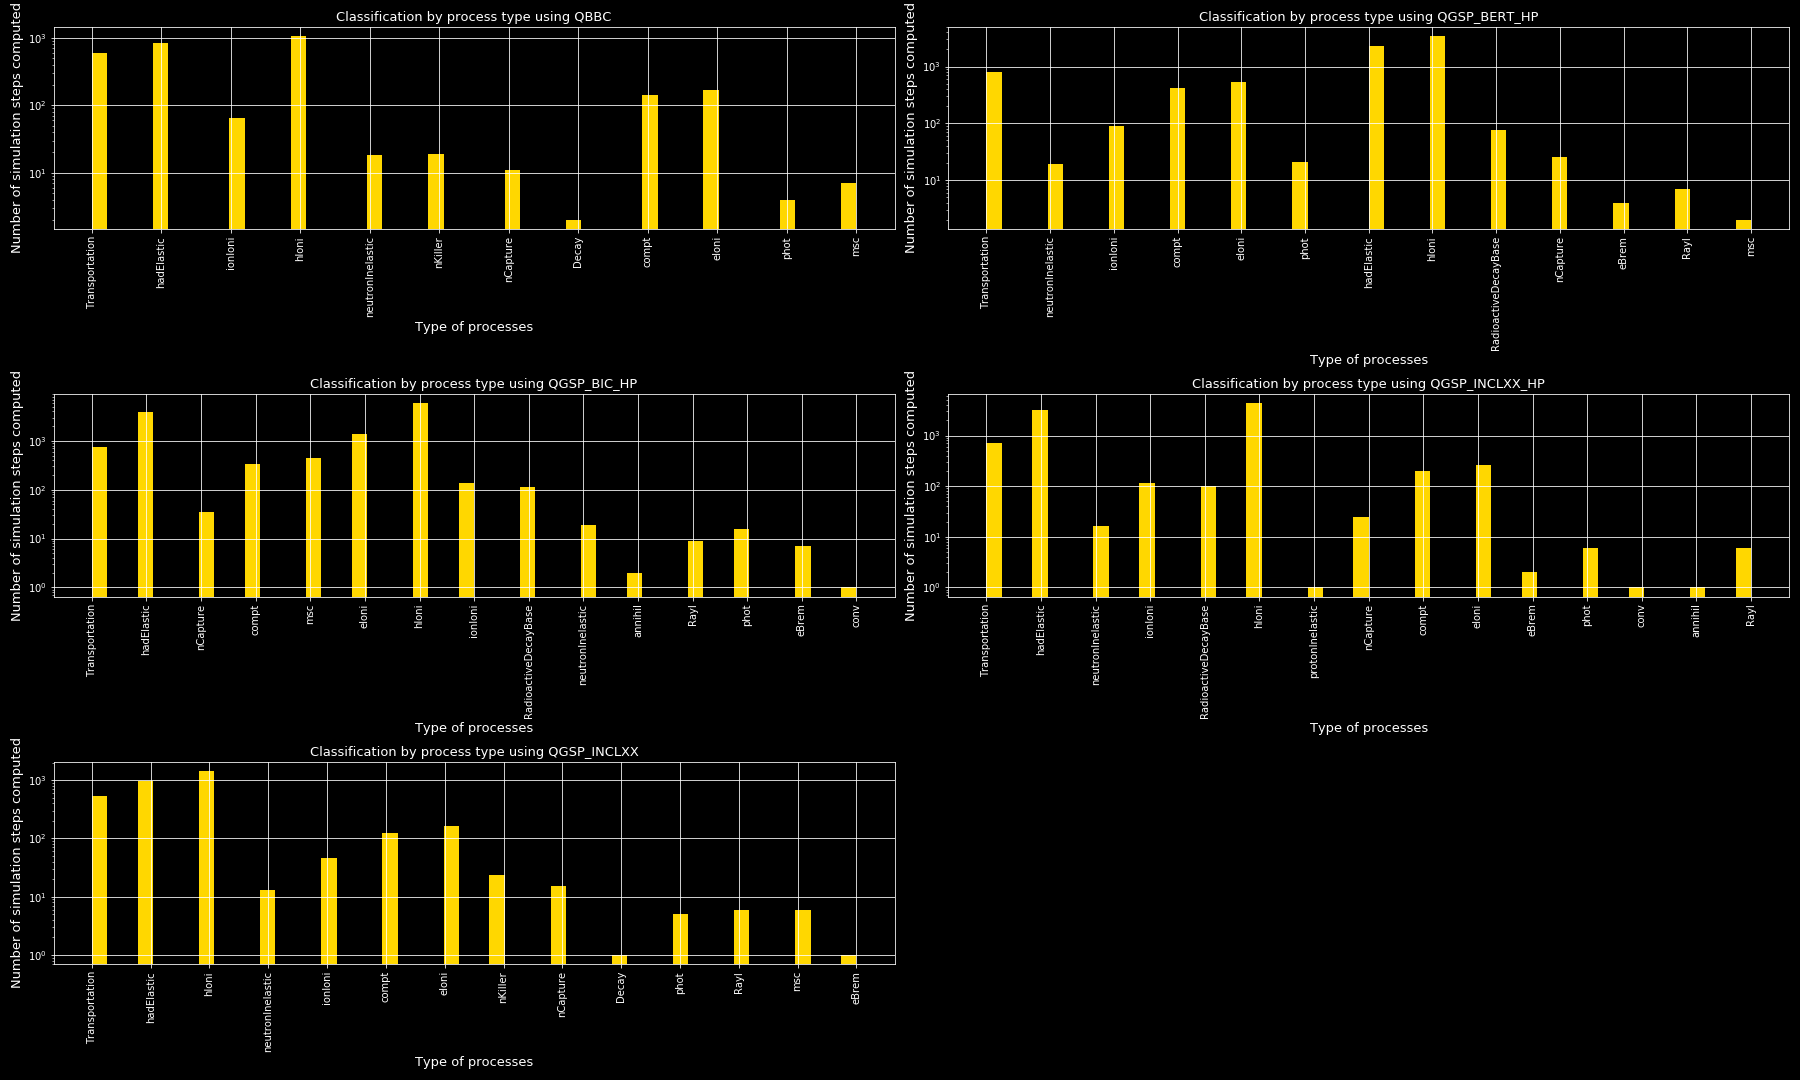 Classification by process type using QBBC
Number of simulation steps computed
10³
10²
10¹
Transportation
hadElastic
ionIoni
hIoni
neutronInelastic
nKiller
nCapture
Decay
compt
eIoni
phot
msc
Type of processes
Classification by process type using QGSP_BERT_HP
Number of simulation steps computed
10³
10²
10¹
Transportation
neutronInelastic
ionIoni
compt
eIoni
phot
hadElastic
hIoni
RadioactiveDecayBase
nCapture
eBrem
Rayl
msc
Type of processes
Classification by process type using QGSP_BIC_HP
Number of simulation steps computed
10³
10²
10¹
10⁰
Transportation
hadElastic
nCapture
compt
msc
eIoni
hIoni
ionIoni
RadioactiveDecayBase
neutronInelastic
annihil
Rayl
phot
eBrem
conv
Type of processes
Classification by process type using QGSP_INCLXX_HP
Number of simulation steps computed
10³
10²
10¹
10⁰
Transportation
hadElastic
neutronInelastic
ionIoni
RadioactiveDecayBase
hIoni
protonInelastic
nCapture
compt
eIoni
eBrem
phot
conv
annihil
Rayl
Type of processes
Classification by process type using QGSP_INCLXX
Number of simulation steps computed
10³
10²
10¹
10⁰
Transportation
hadElastic
hIoni
neutronInelastic
ionIoni
compt
eIoni
nKiller
nCapture
Decay
phot
Rayl
msc
eBrem
Type of processes